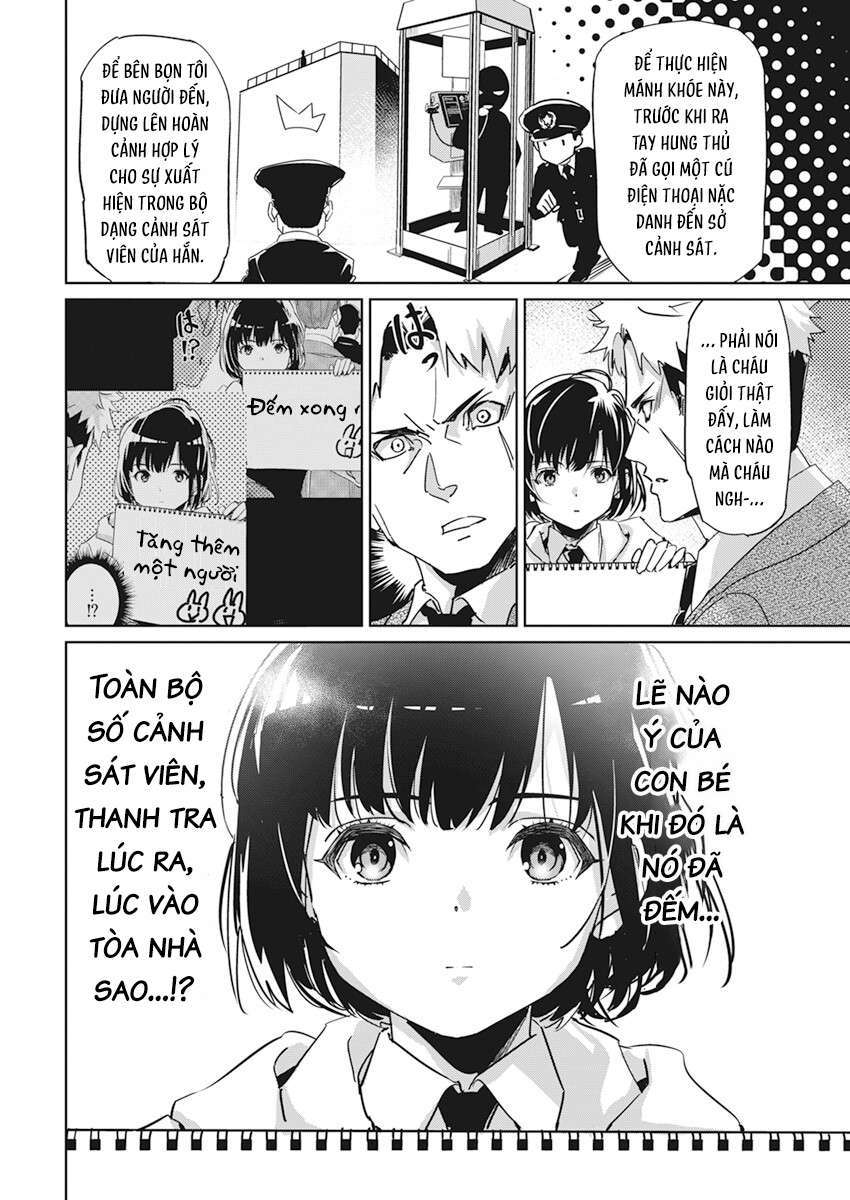 ĐỂ THỰC HIỆN
MÁNH KHÓE NÀY,
TRƯỚC KHI RA
TAY HUNG THỦ
ĐÃ GỌI MỘT CÚ
ĐIỆN THOẠI NẶC
DANH ĐẾN SỞ
CẢNH SÁT.
ĐỂ BÊN BỌN TÔI
ĐƯA NGƯỜI ĐẾN,
DỰNG LÊN HOÀN
CẢNH HỢP LÝ
CHO SỰ XUẤT
HIỆN TRONG BỘ
DẠNG CẢNH SÁT
VIÊN CỦA HẮN.
... PHẢI NÓI
LÀ CHÁU
GIỎI THẬT
ĐẤY, LÀM
CÁCH NÀO
MÀ CHÁU
NGH-...
はっ
は
!?
Đếm xong
Tăng thêm
một người
...
!?
LẼ NÀO
Ý CỦA
CON BÉ
KHI ĐÓ LÀ
NÓ ĐÃ
ĐẾM...
TOÀN BỘ
SỐ CẢNH
SÁT VIÊN,
THANH TRA
LÚC RA,
LÚC VÀO
TÒA NHÀ
SAO...!?